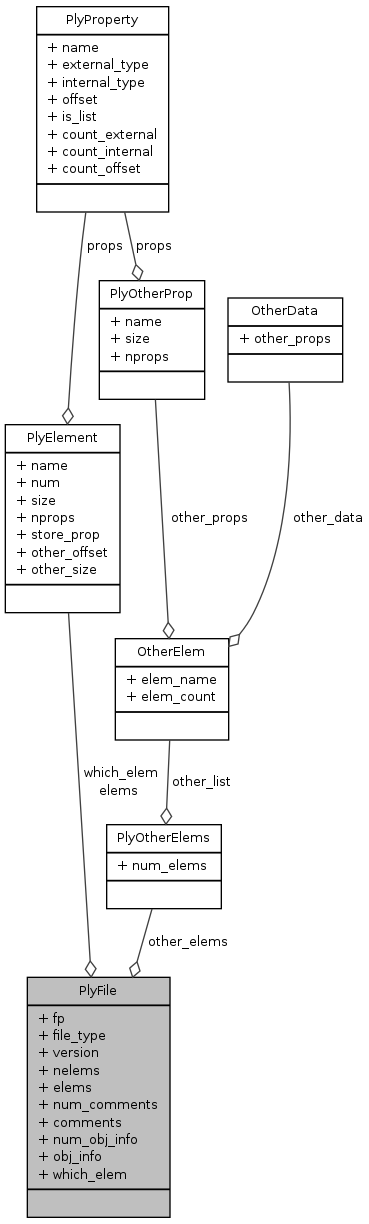 PlyProperty
+ name
+ external_type
+ internal_type
+ offset
+ is_list
+ count_external
+ count_internal
+ count_offset
props
props
PlyOtherProp
+ name
+ size
+ nprops
OtherData
+ other_props
PlyElement
+ name
+ num
+ size
+ nprops
+ store_prop
+ other_offset
+ other_size
other_props
other_data
OtherElem
+ elem_name
+ elem_count
which_elem
elems
other_list
PlyOtherElems
+ num_elems
other_elems
PlyFile
+ fp
+ file_type
+ version
+ nelems
+ elems
+ num_comments
+ comments
+ num_obj_info
+ obj_info
+ which_elem